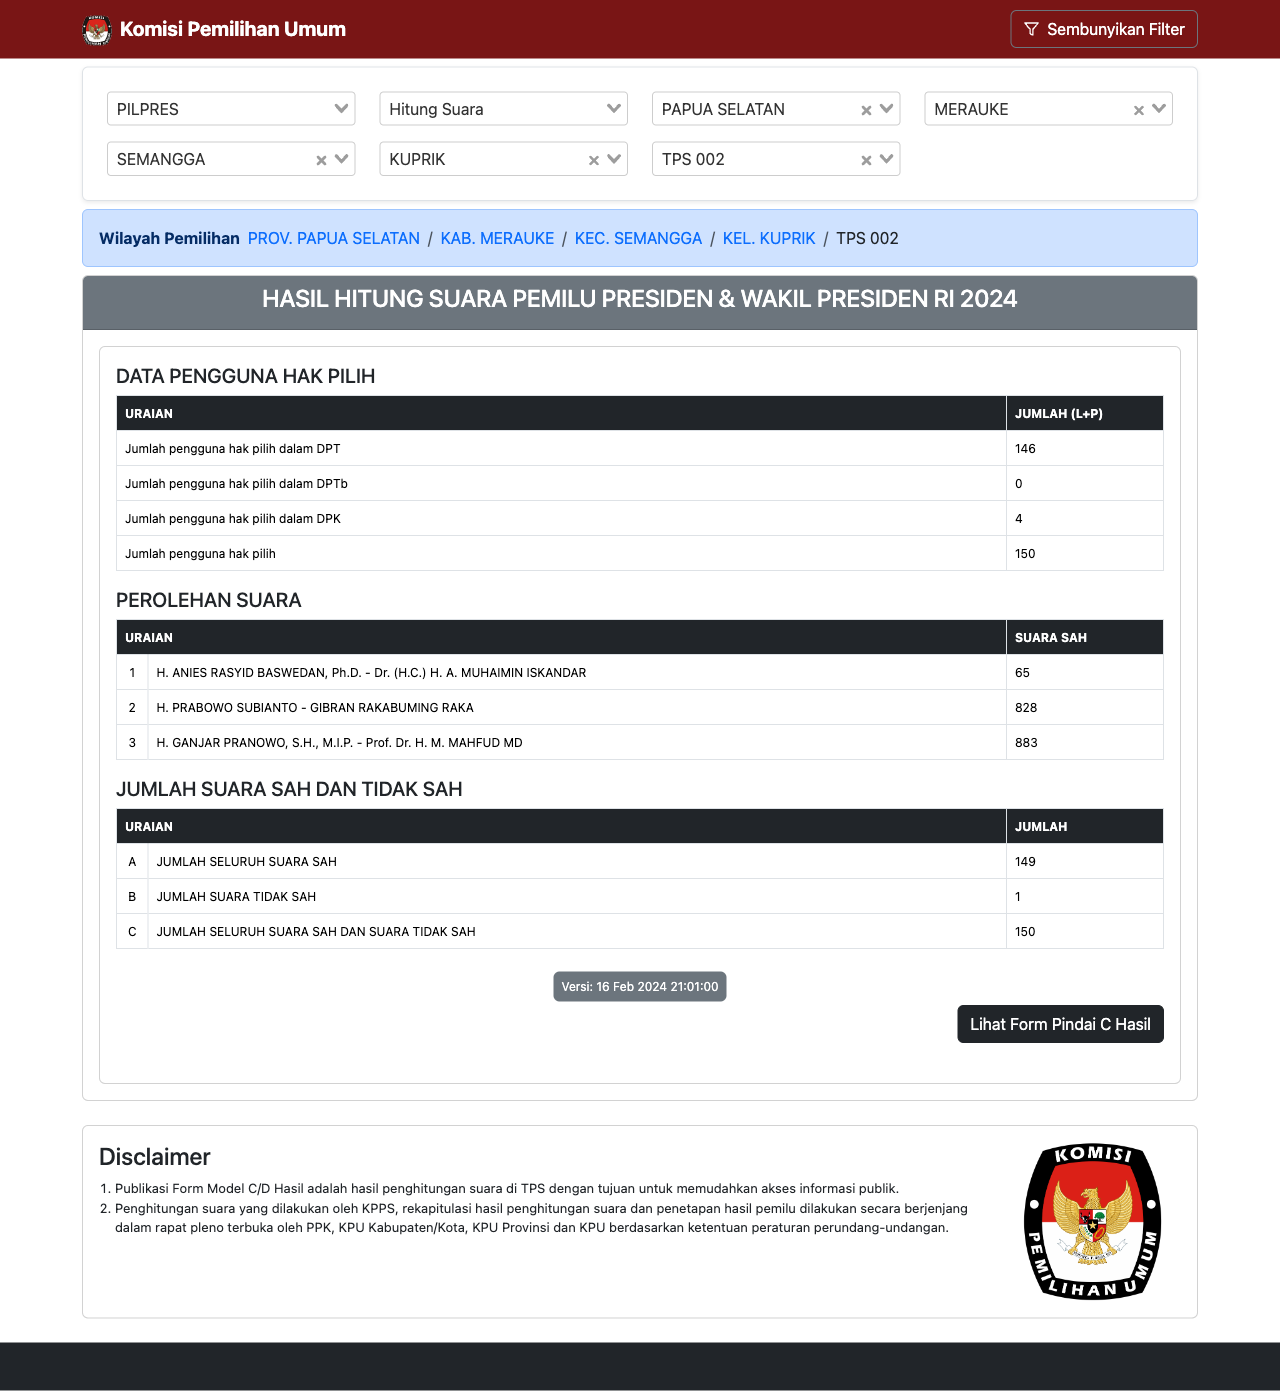 Komisi Pemilihan Umum
Sembunyikan Filter
PILPRES
Hitung Suara
PAPUA SELATAN
MERAUKE
SEMANGGA
KUPRIK
TPS 002
Wilayah Pemilihan PROV. PAPUA SELATAN / KAB. MERAUKE / KEC. SEMANGGA / KEL. KUPRIK / TPS 002
HASIL HITUNG SUARA PEMILU PRESIDEN & WAKIL PRESIDEN RI 2024
DATA PENGGUNA HAK PILIH
URAIAN JUMLAH (L+P)
Jumlah pengguna hak pilih dalam DPT 146
Jumlah pengguna hak pilih dalam DPTb 0
Jumlah pengguna hak pilih dalam DPK 4
Jumlah pengguna hak pilih 150
PEROLEHAN SUARA
URAIAN SUARA SAH
1 H. ANIES RASYID BASWEDAN, Ph.D. - Dr. (H.C.) H. A. MUHAIMIN ISKANDAR 65
2 H. PRABOWO SUBIANTO - GIBRAN RAKABUMING RAKA 828
3 H. GANJAR PRANOWO, S.H., M.I.P. - Prof. Dr. H. M. MAHFUD MD 883
JUMLAH SUARA SAH DAN TIDAK SAH
URAIAN JUMLAH
A JUMLAH SELURUH SUARA SAH 149
B JUMLAH SUARA TIDAK SAH 1
C JUMLAH SELURUH SUARA SAH DAN SUARA TIDAK SAH 150
Versi: 16 Feb 2024 21:01:00
Lihat Form Pindai C Hasil
Disclaimer
1. Publikasi Form Model C/D Hasil adalah hasil penghitungan suara di TPS dengan tujuan untuk memudahkan akses informasi publik.
2. Penghitungan suara yang dilakukan oleh KPPS, rekapitulasi hasil penghitungan suara dan penetapan hasil pemilu dilakukan secara berjenjang
dalam rapat pleno terbuka oleh PPK, KPU Kabupaten/Kota, KPU Provinsi dan KPU berdasarkan ketentuan peraturan perundang-undangan.
KOMISI
PEMILIHAN UMUM